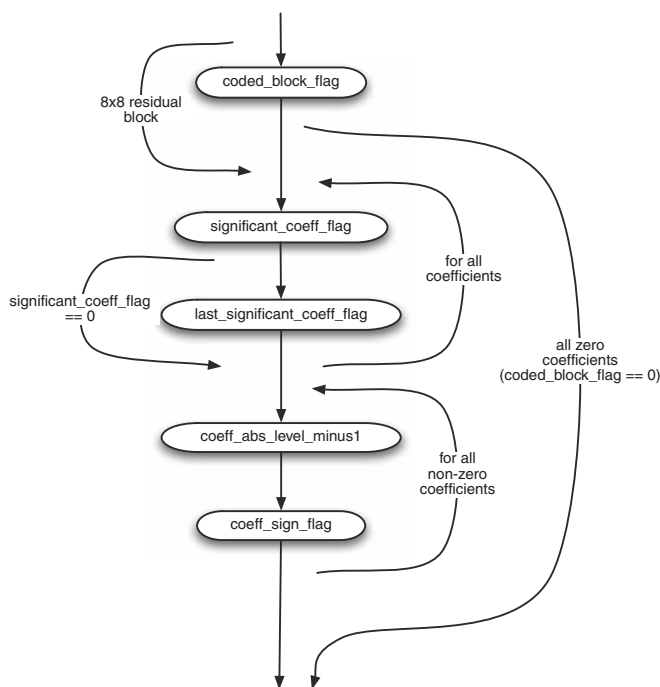 coded_block_flag
8x8 residual
block
significant_coeff_flag
for all
coefficients
significant_coeff_flag
== 0
last_significant_coeff_flag
all zero
coefficients
(coded_block_flag == 0)
coeff_abs_level_minus1
for all
non-zero
coefficients
coeff_sign_flag